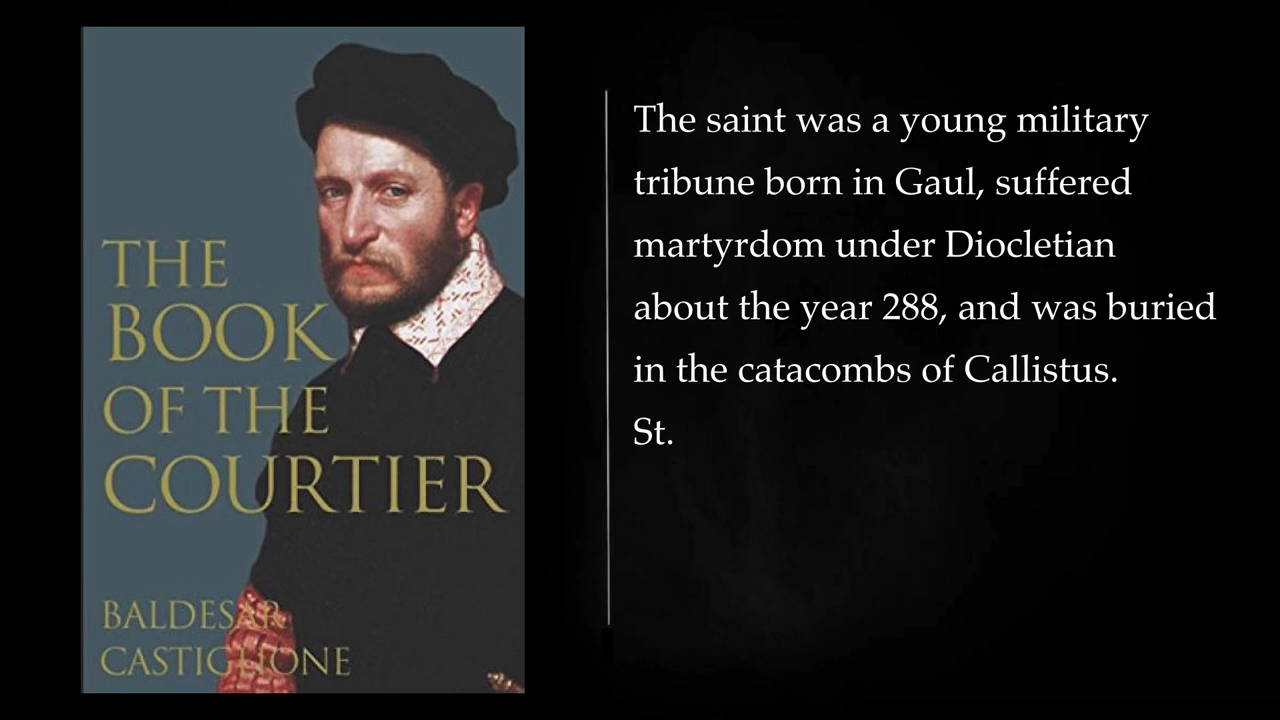 THE
BOOK
OF THE
COURTIER
BALDESAR
CASTIGLIONE
The saint was a young military
tribune born in Gaul, suffered
martyrdom under Diocletian
about the year 288, and was buried
in the catacombs of Callistus.
St.